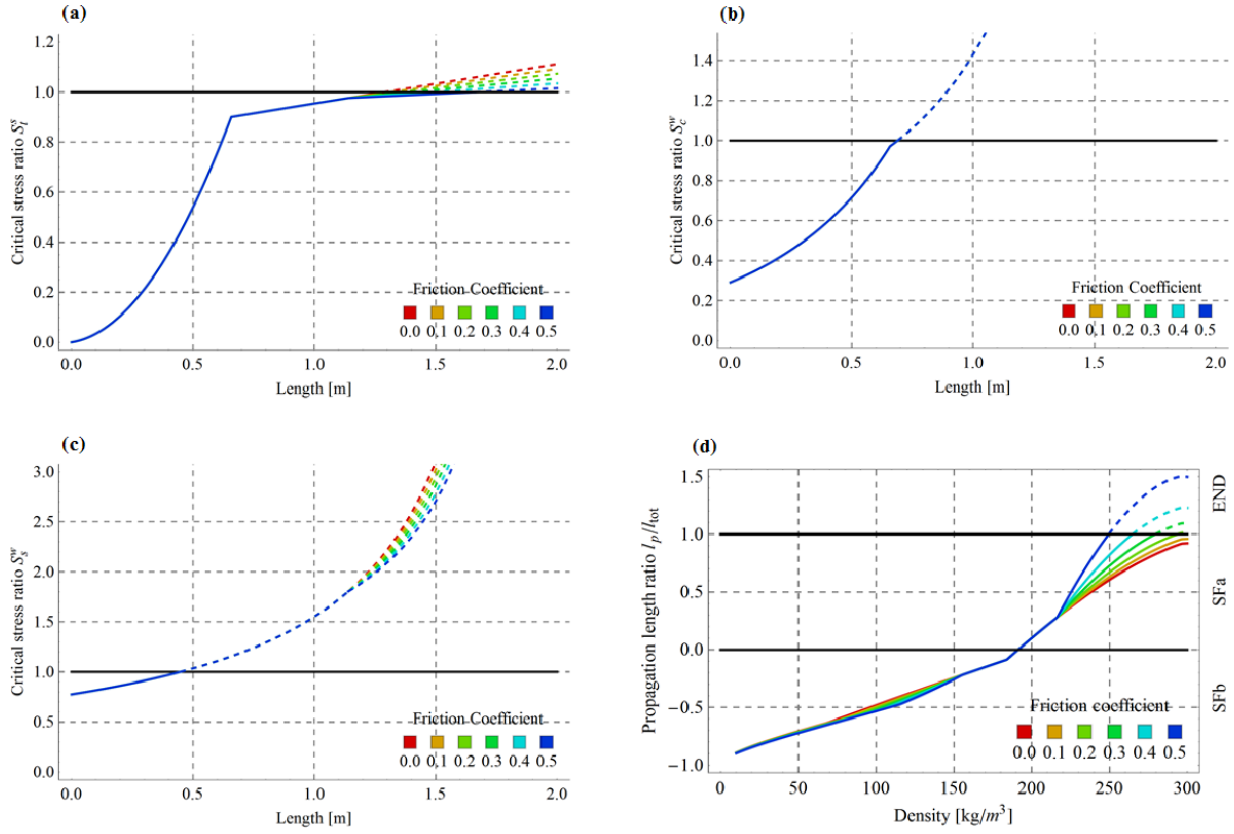 (a)
1.2
1.0
0.8
0.6
0.4
0.2
0.0
Critical stress ratio S_l^s
Friction Coefficient
0.0 0.1 0.2 0.3 0.4 0.5
0.0 0.5 1.0 1.5 2.0
Length [m]
(b)
1.4
1.2
1.0
0.8
0.6
0.4
0.2
0.0
Critical stress ratio S_c^w
Friction Coefficient
0.0 0.1 0.2 0.3 0.4 0.5
0.0 0.5 1.0 1.5 2.0
Length [m]
(c)
3.0
2.5
2.0
1.5
1.0
0.5
0.0
Critical stress ratio S_s^w
Friction Coefficient
0.0 0.1 0.2 0.3 0.4 0.5
0.0 0.5 1.0 1.5 2.0
Length [m]
(d)
1.5
1.0
0.5
0.0
−0.5
−1.0
Propagation length ratio l_p/l_tot
END
SFa
SFb
Friction coefficient
0.0 0.1 0.2 0.3 0.4 0.5
0 50 100 150 200 250 300
Density [kg/m³]